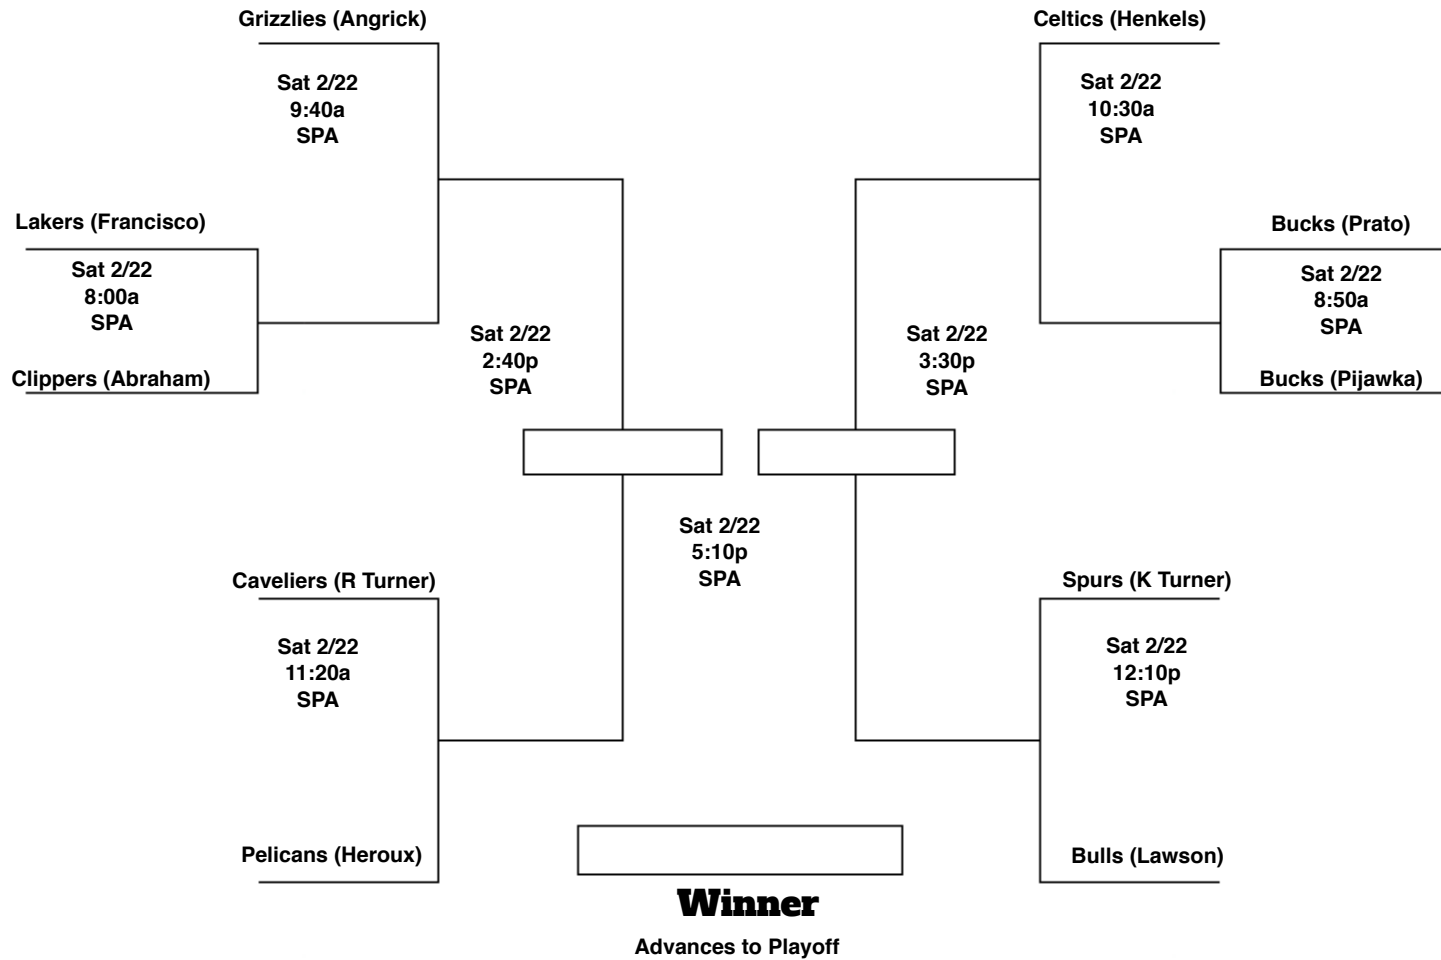 Grizzlies (Angrick)
Sat 2/22
9:40a
SPA
Lakers (Francisco)
Sat 2/22
8:00a
SPA
Clippers (Abraham)
Sat 2/22
2:40p
SPA
Caveliers (R Turner)
Sat 2/22
11:20a
SPA
Pelicans (Heroux)
Celtics (Henkels)
Sat 2/22
10:30a
SPA
Bucks (Prato)
Sat 2/22
8:50a
SPA
Bucks (Pijawka)
Sat 2/22
3:30p
SPA
Spurs (K Turner)
Sat 2/22
12:10p
SPA
Bulls (Lawson)
Sat 2/22
5:10p
SPA
Winner
Advances to Playoff